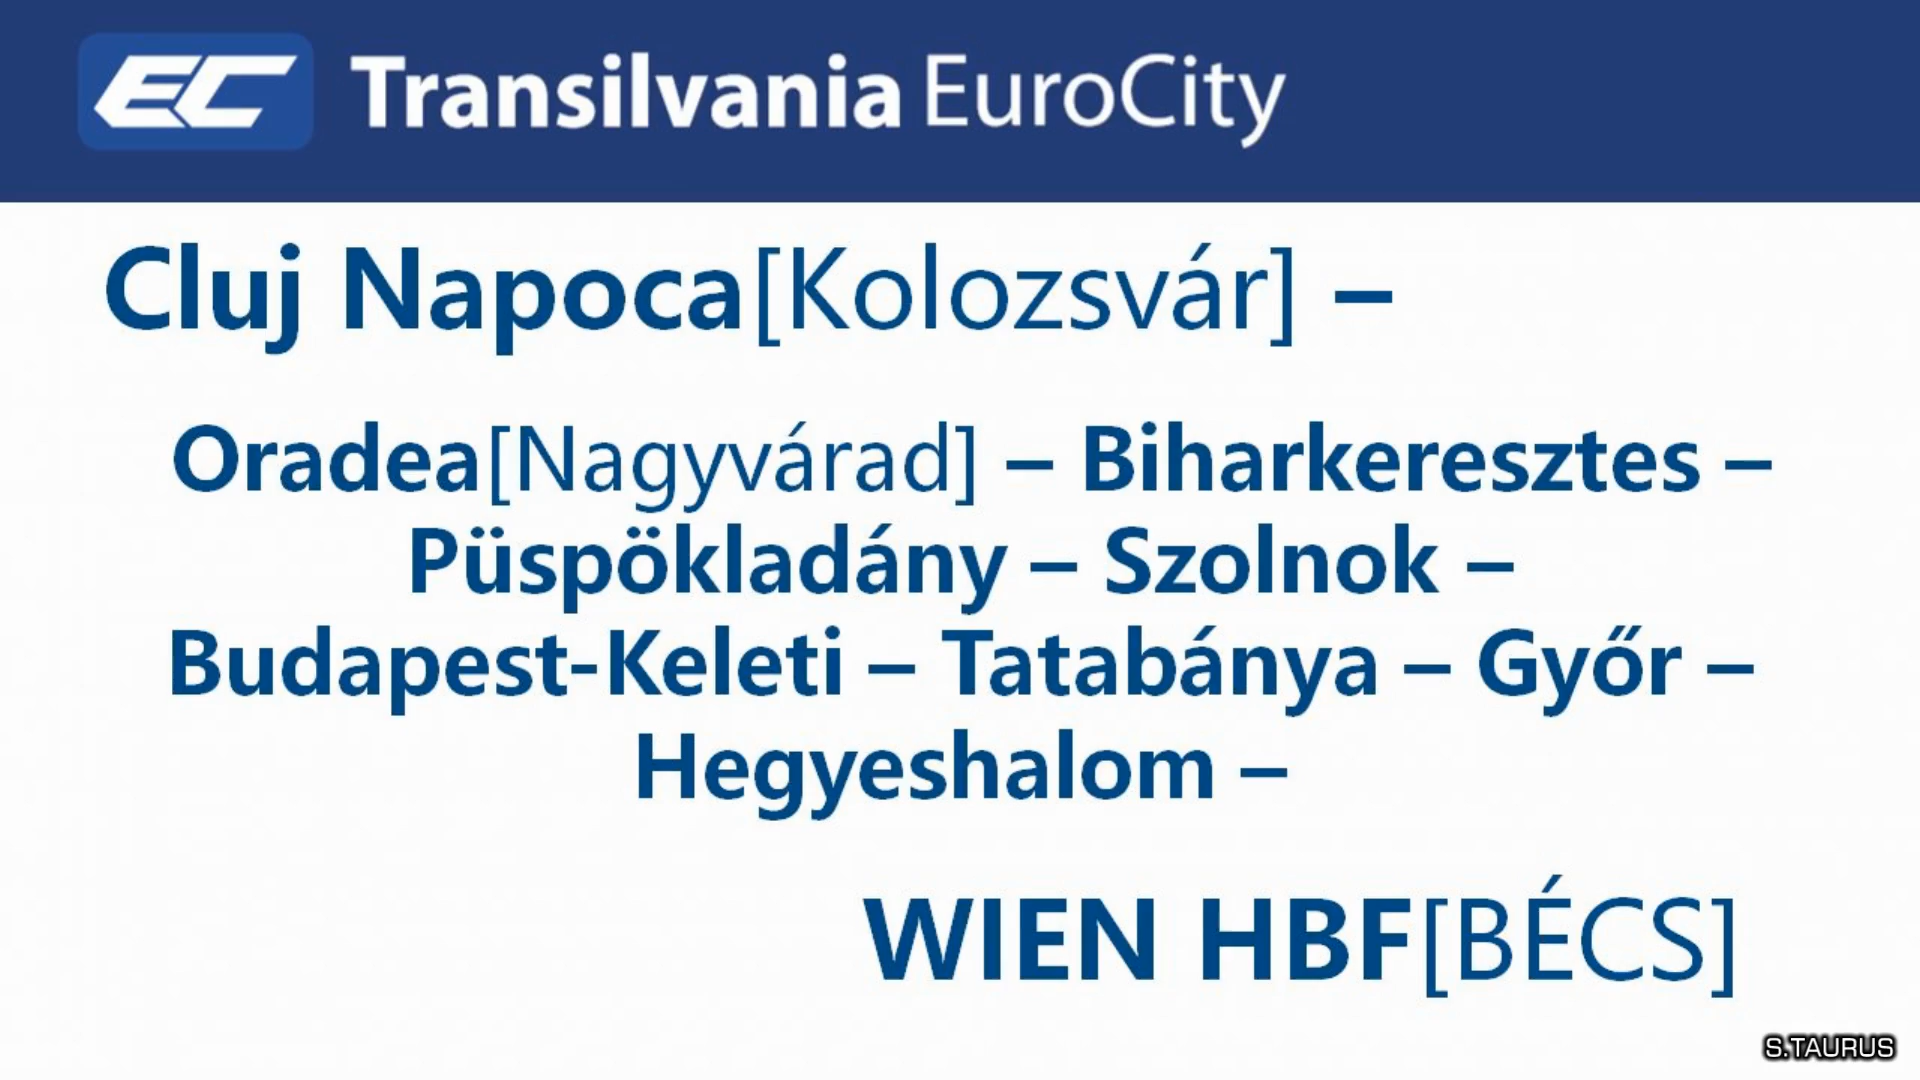 EC Transilvania EuroCity
Cluj Napoca[Kolozsvár] –
Oradea[Nagyvárad] – Biharkeresztes –
Püspökladány – Szolnok –
Budapest-Keleti – Tatabánya – Győr –
Hegyeshalom –
WIEN HBF[BÉCS]
S.TAURUS